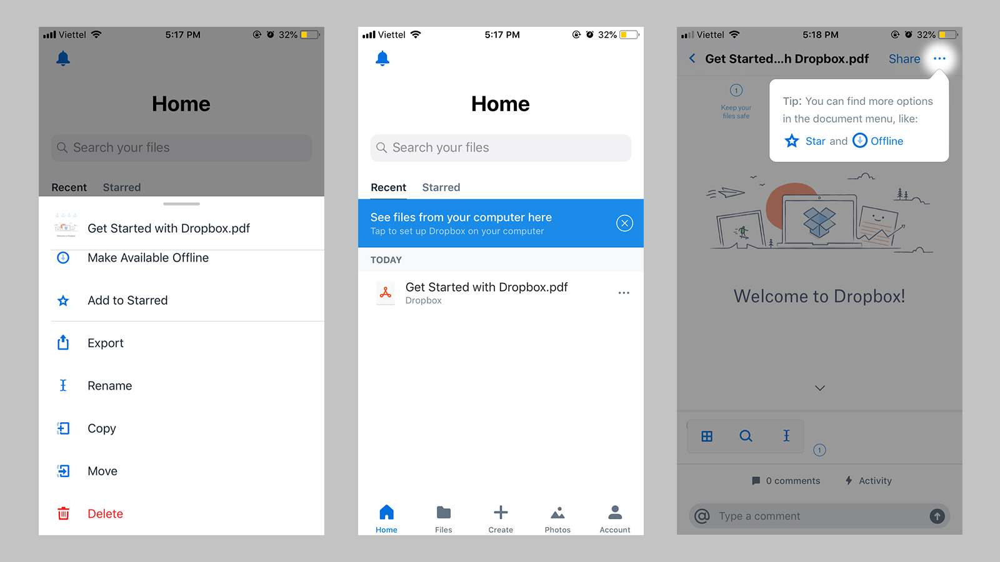 Viettel 5:17 PM 32%
Home
Search your files
Recent Starred
Get Started with Dropbox.pdf
Make Available Offline
Add to Starred
Export
Rename
Copy
Move
Delete
Viettel 5:17 PM 32%
Home
Search your files
Recent Starred
See files from your computer here
Tap to set up Dropbox on your computer
TODAY
Get Started with Dropbox.pdf
Dropbox
Home Files Create Photos Account
Viettel 5:18 PM 32%
Get Started...h Dropbox.pdf Share
1
Keep your
files safe
Tip: You can find more options
in the document menu, like:
Star and Offline
Welcome to Dropbox!
1
0 comments Activity
@ Type a comment